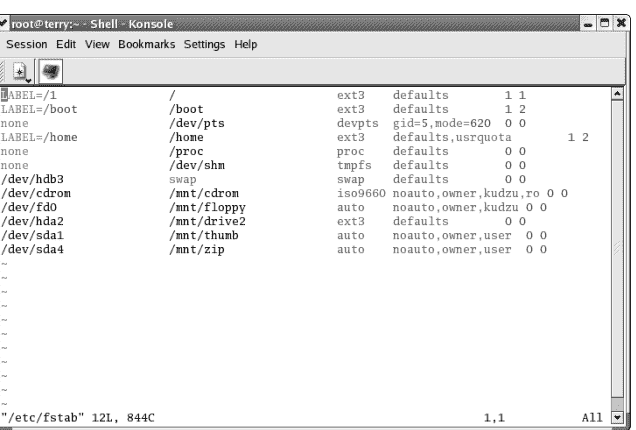 root@terry:~ - Shell - Konsole
Session Edit View Bookmarks Settings Help
LABEL=/1 / ext3 defaults 1 1
LABEL=/boot /boot ext3 defaults 1 2
none /dev/pts devpts gid=5,mode=620 0 0
LABEL=/home /home ext3 defaults,usrquota 1 2
none /proc proc defaults 0 0
none /dev/shm tmpfs defaults 0 0
/dev/hdb3 swap swap defaults 0 0
/dev/cdrom /mnt/cdrom iso9660 noauto,owner,kudzu,ro 0 0
/dev/fd0 /mnt/floppy auto noauto,owner,kudzu 0 0
/dev/hda2 /mnt/drive2 ext3 defaults 0 0
/dev/sda1 /mnt/thumb auto noauto,owner,user 0 0
/dev/sda4 /mnt/zip auto noauto,owner,user 0 0
~
~
~
~
~
~
~
~
~
~
~
"/etc/fstab" 12L, 844C 1,1 All